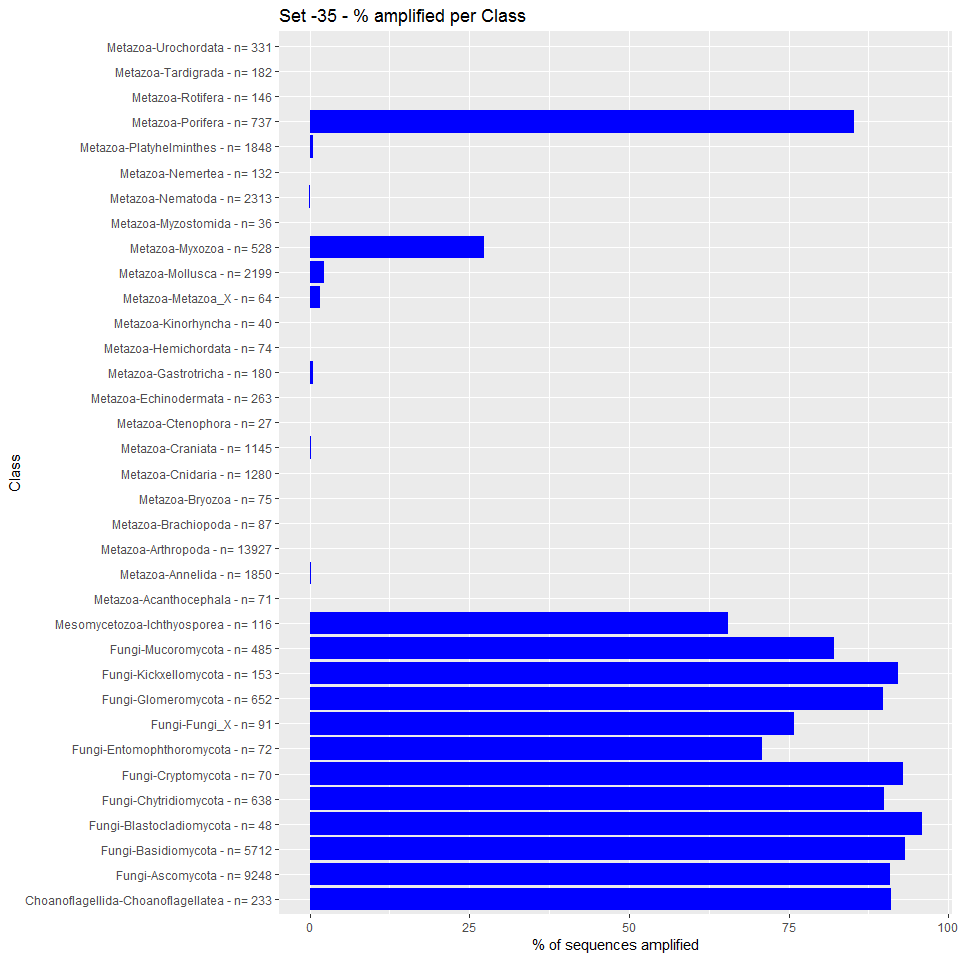 Set -35 - % amplified per Class
Metazoa-Urochordata - n= 331
Metazoa-Tardigrada - n= 182
Metazoa-Rotifera - n= 146
Metazoa-Porifera - n= 737
Metazoa-Platyhelminthes - n= 1848
Metazoa-Nemertea - n= 132
Metazoa-Nematoda - n= 2313
Metazoa-Myzostomida - n= 36
Metazoa-Myxozoa - n= 528
Metazoa-Mollusca - n= 2199
Metazoa-Metazoa_X - n= 64
Metazoa-Kinorhyncha - n= 40
Metazoa-Hemichordata - n= 74
Metazoa-Gastrotricha - n= 180
Metazoa-Echinodermata - n= 263
Metazoa-Ctenophora - n= 27
Metazoa-Craniata - n= 1145
Metazoa-Cnidaria - n= 1280
Metazoa-Bryozoa - n= 75
Metazoa-Brachiopoda - n= 87
Metazoa-Arthropoda - n= 13927
Metazoa-Annelida - n= 1850
Metazoa-Acanthocephala - n= 71
Mesomycetozoa-Ichthyosporea - n= 116
Fungi-Mucoromycota - n= 485
Fungi-Kickxellomycota - n= 153
Fungi-Glomeromycota - n= 652
Fungi-Fungi_X - n= 91
Fungi-Entomophthoromycota - n= 72
Fungi-Cryptomycota - n= 70
Fungi-Chytridiomycota - n= 638
Fungi-Blastocladiomycota - n= 48
Fungi-Basidiomycota - n= 5712
Fungi-Ascomycota - n= 9248
Choanoflagellida-Choanoflagellatea - n= 233
Class
0 25 50 75 100
% of sequences amplified